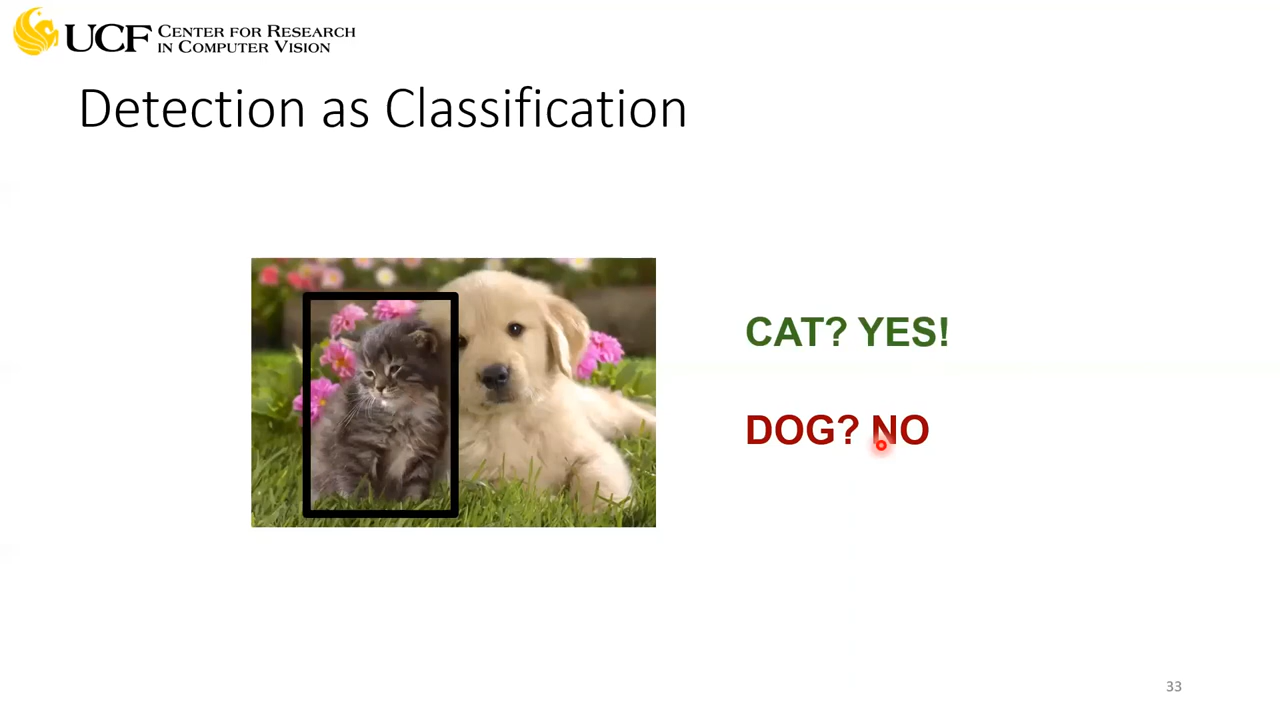 UCF CENTER FOR RESEARCH
IN COMPUTER VISION
Detection as Classification
CAT? YES!
DOG? NO
33